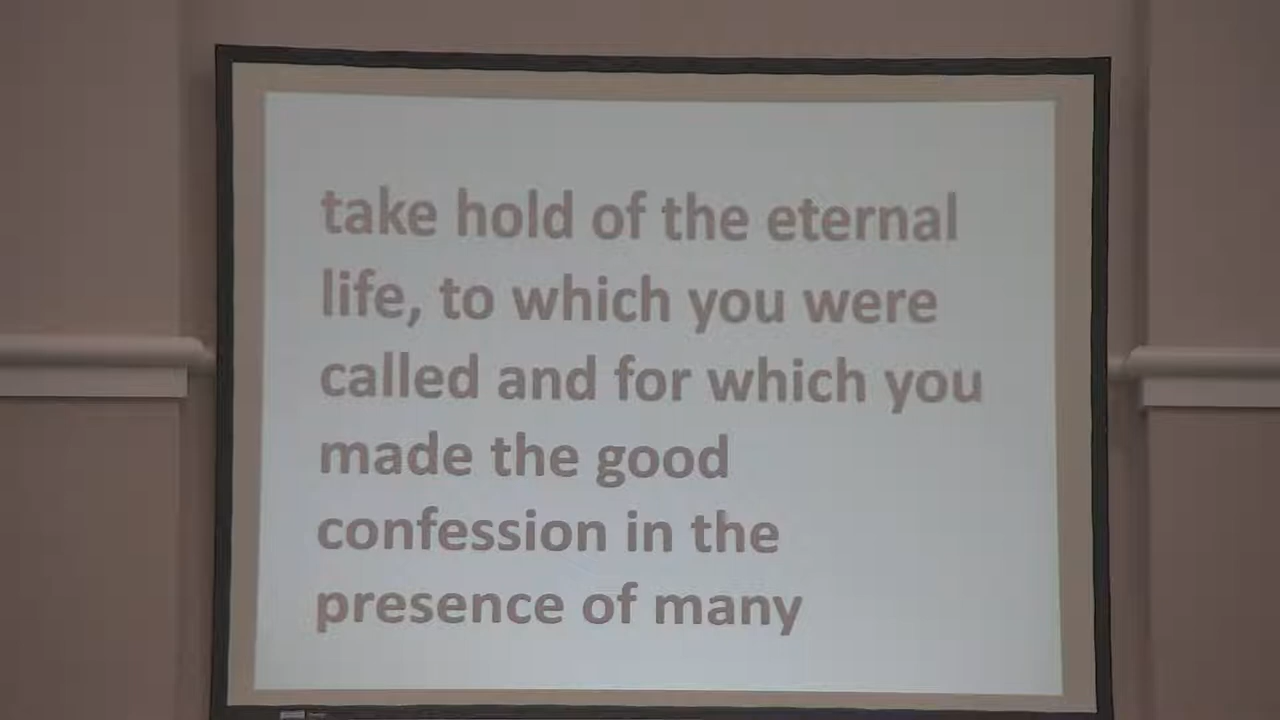 take hold of the eternal
life, to which you were
called and for which you
made the good
confession in the
presence of many